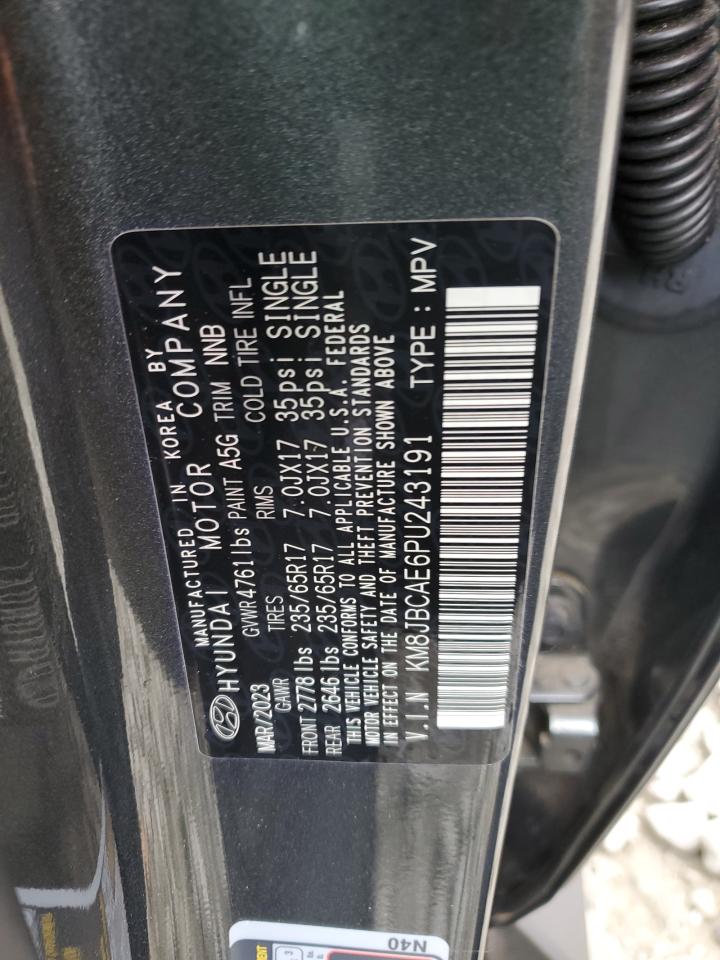 MANUFACTURED IN KOREA BY
HYUNDAI MOTOR COMPANY
MAR/2023 GVWR 4761 lbs PAINT A5G TRIM NNB
GAWR TIRES RIMS COLD TIRE INFL
FRONT 2778 lbs 235/65R17 7.0JX17 35psi SINGLE
REAR 2646 lbs 235/65R17 7.0JX17 35psi SINGLE
THIS VEHICLE CONFORMS TO ALL APPLICABLE U.S.A. FEDERAL
MOTOR VEHICLE SAFETY AND THEFT PREVENTION STANDARDS
IN EFFECT ON THE DATE OF MANUFACTURE SHOWN ABOVE
V.I.N KM8JBCAE6PU243191 TYPE : MPV
N40
3